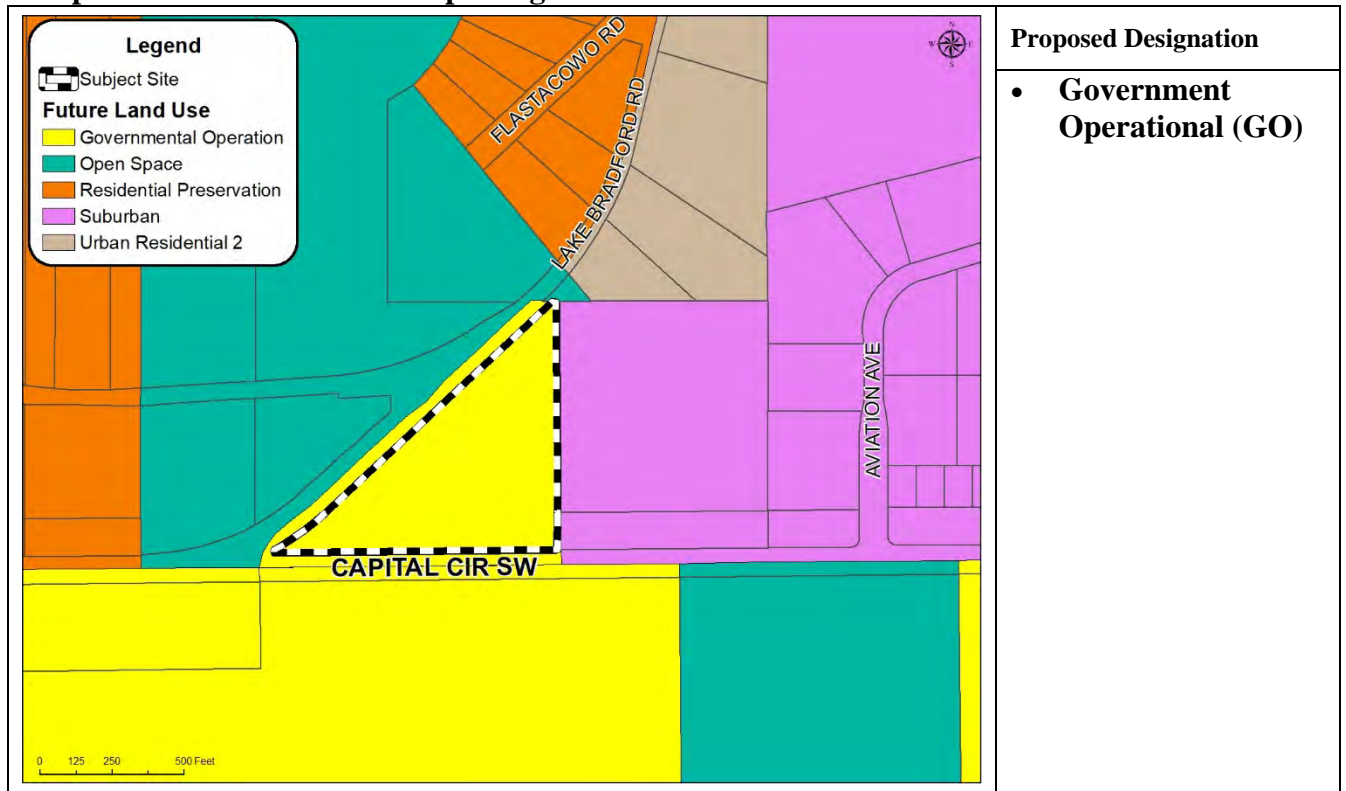 Legend
Subject Site
Future Land Use
Governmental Operation
Open Space
Residential Preservation
Suburban
Urban Residential 2
FLASTACOWO RD
LAKE BRADFORD RD
AVIATION AVE
CAPITAL CIR SW
N
W E
S
0 125 250 500 Feet
Proposed Designation
• Government
Operational (GO)